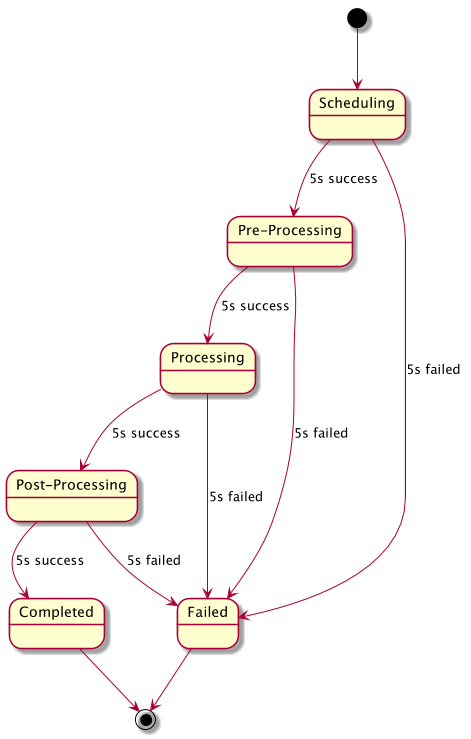 Scheduling
5s success
Pre-Processing
5s success
Processing
5s failed
5s failed
5s success
Post-Processing
5s failed
5s success
5s failed
Completed
Failed